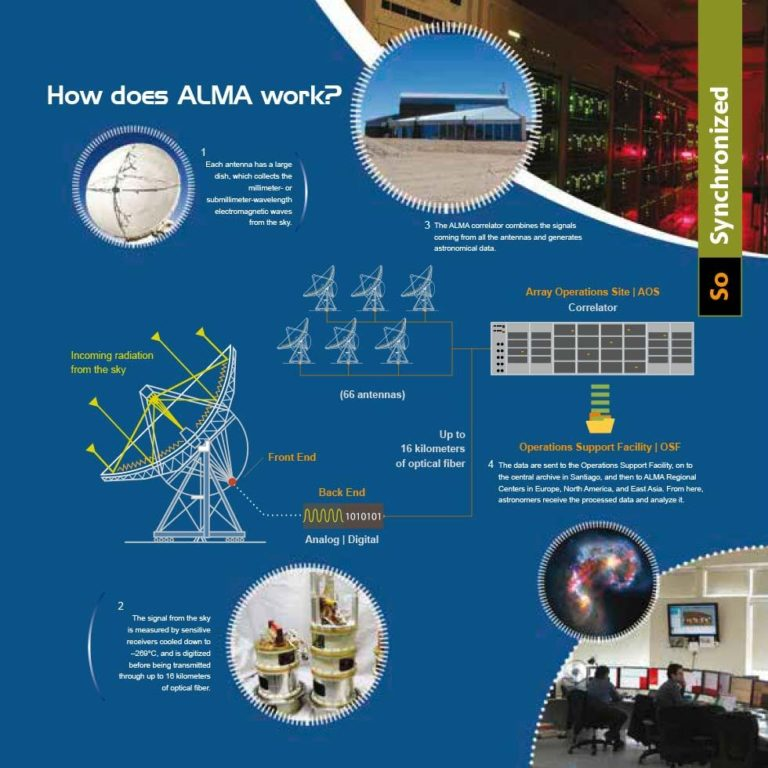 How does ALMA work?
So Synchronized
1
Each antenna has a large
dish, which collects the
millimeter- or
submillimeter-wavelength
electromagnetic waves
from the sky.
3 The ALMA correlator combines the signals
coming from all the antennas and generates
astronomical data.
Array Operations Site | AOS
Correlator
Incoming radiation
from the sky
(66 antennas)
Up to
16 kilometers
of optical fiber
Front End
Back End
1010101
Analog | Digital
Operations Support Facility | OSF
4 The data are sent to the Operations Support Facility, on to
the central archive in Santiago, and then to ALMA Regional
Centers in Europe, North America, and East Asia. From here,
astronomers receive the processed data and analyze it.
2
The signal from the sky
is measured by sensitive
receivers cooled down to
–269°C, and is digitized
before being transmitted
through up to 16 kilometers
of optical fiber.